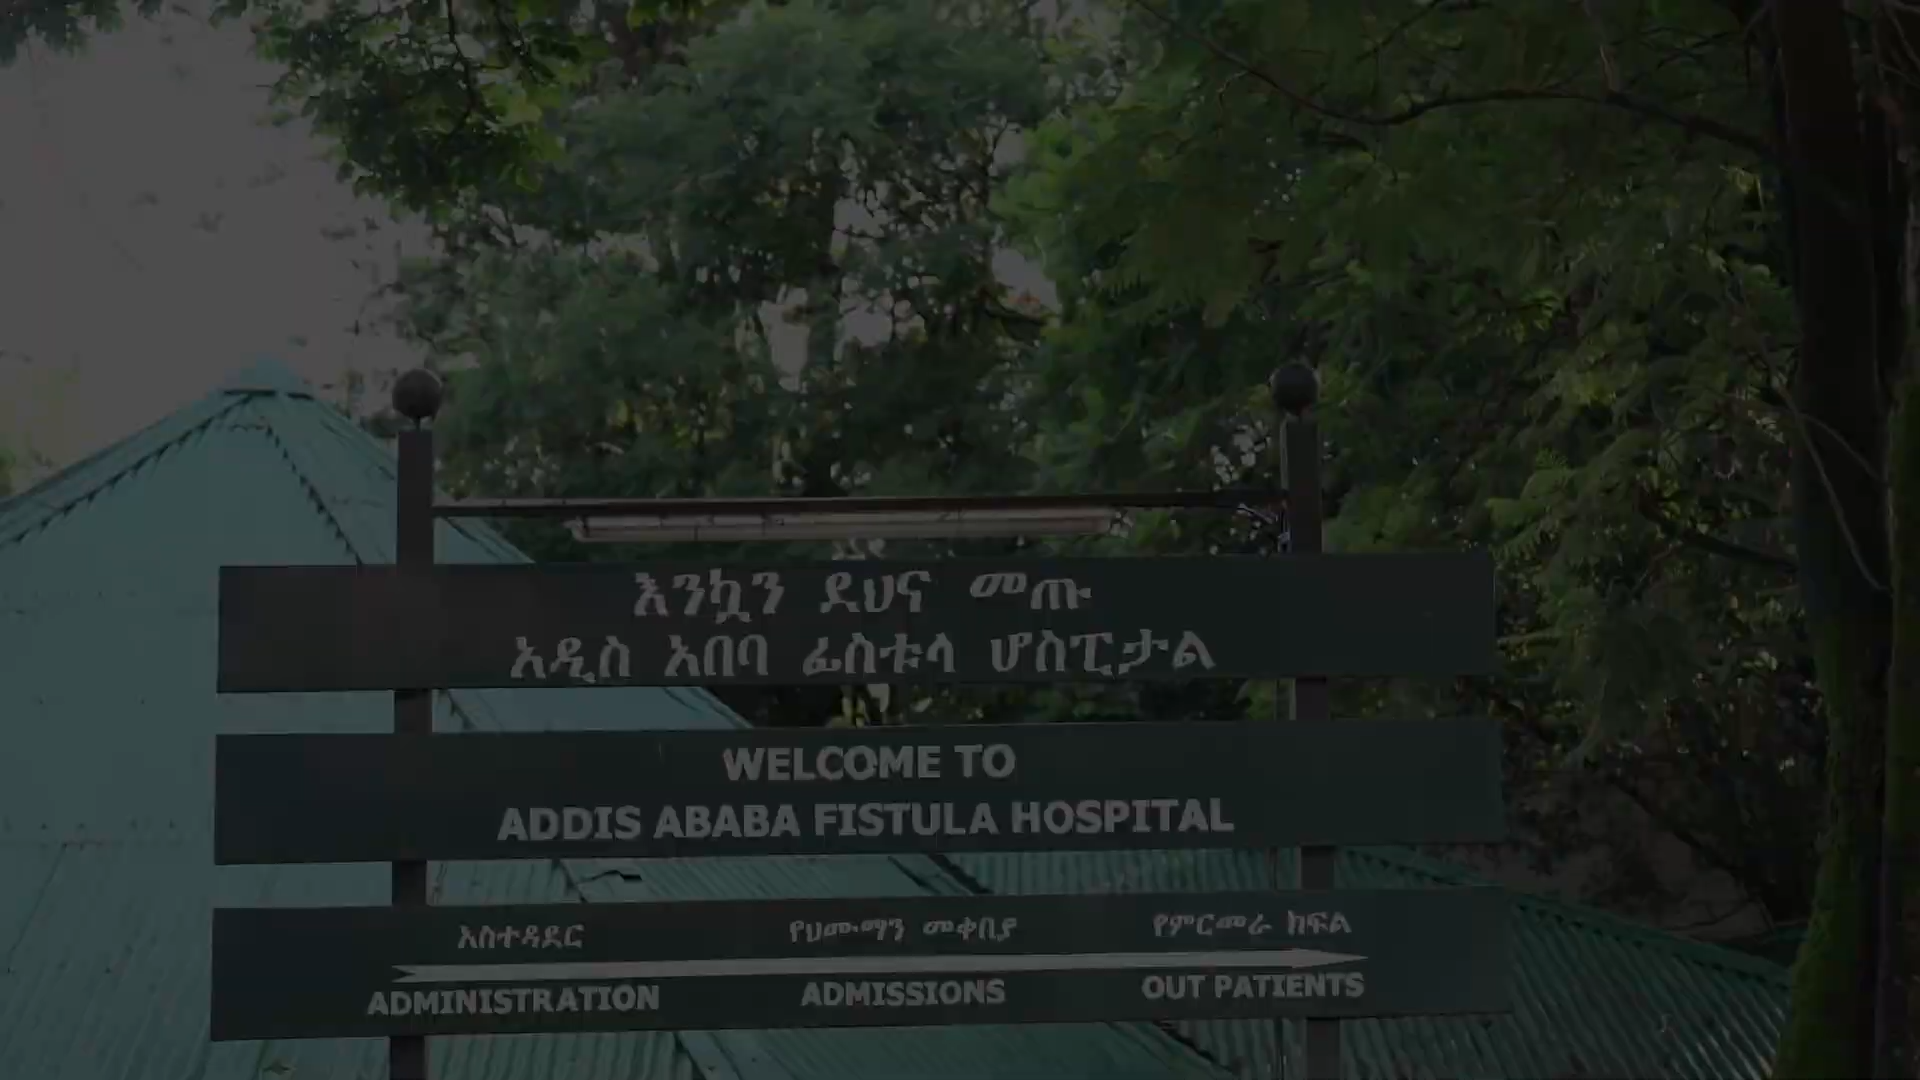 እንኳን ደህና መጡ
አዲስ አበባ ፊስቱላ ሆስፒታል
WELCOME TO
ADDIS ABABA FISTULA HOSPITAL
አስተዳደር የህሙማን መቀበያ የምርመራ ክፍል
ADMINISTRATION ADMISSIONS OUT PATIENTS